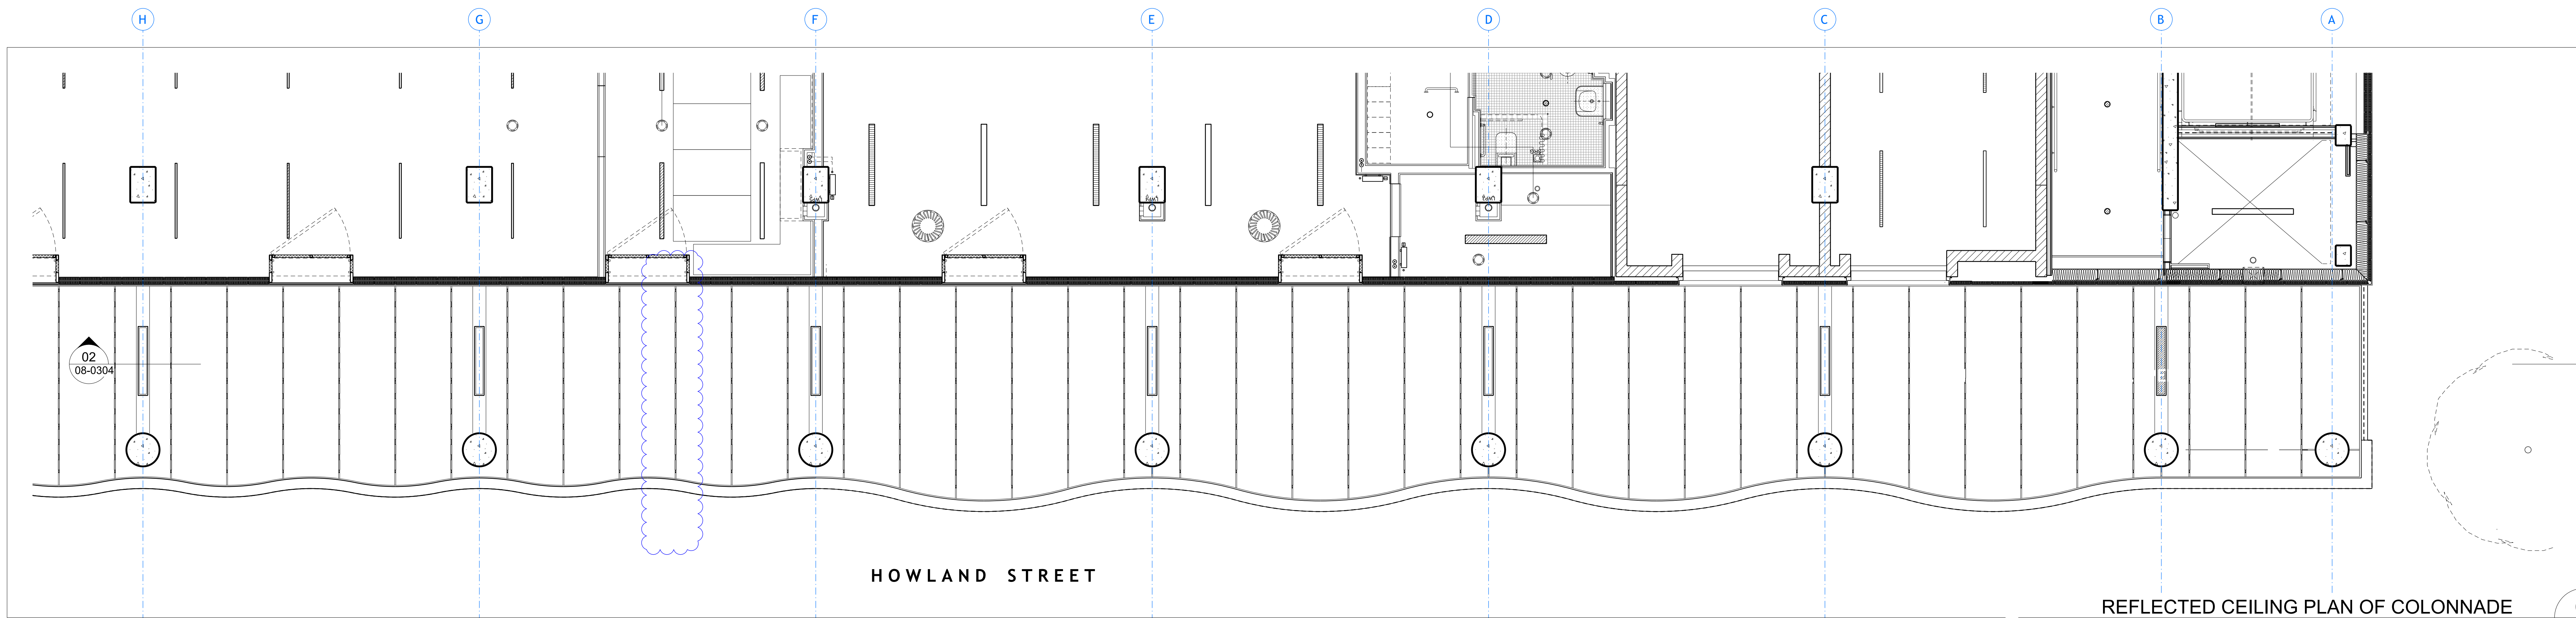 H G F E D C B A
02
08-0304
HOWLAND STREET
REFLECTED CEILING PLAN OF COLONNADE